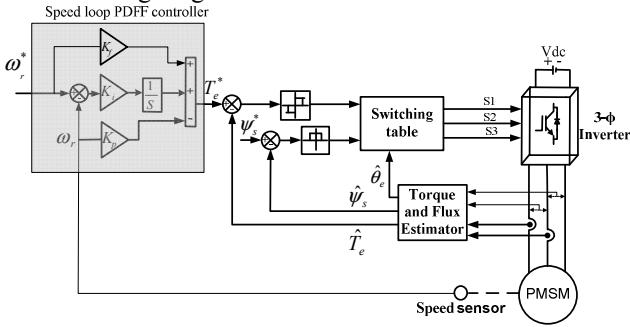 Speed loop PDFF controller
Vdc
+ -
K_f
ω_r^*
K_i
1/S
+
+
-
T_e^*
ω_r
K_p
ψ_s^*
Switching
table
S1
S2
S3
3-ϕ
Inverter
θ̂_e
ψ̂_s
Torque
and Flux
Estimator
T̂_e
PMSM
Speed sensor